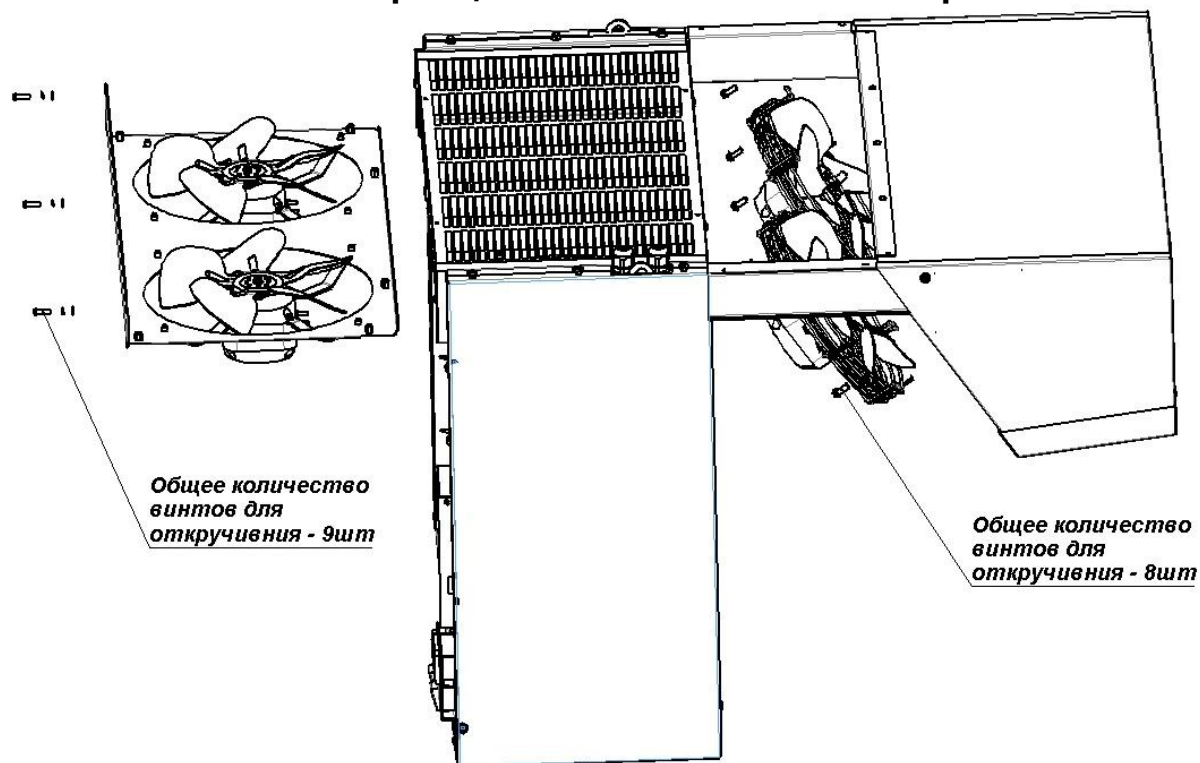 Общее количество
винтов для
откручивния - 9шт
Общее количество
винтов для
откручивния - 8шт